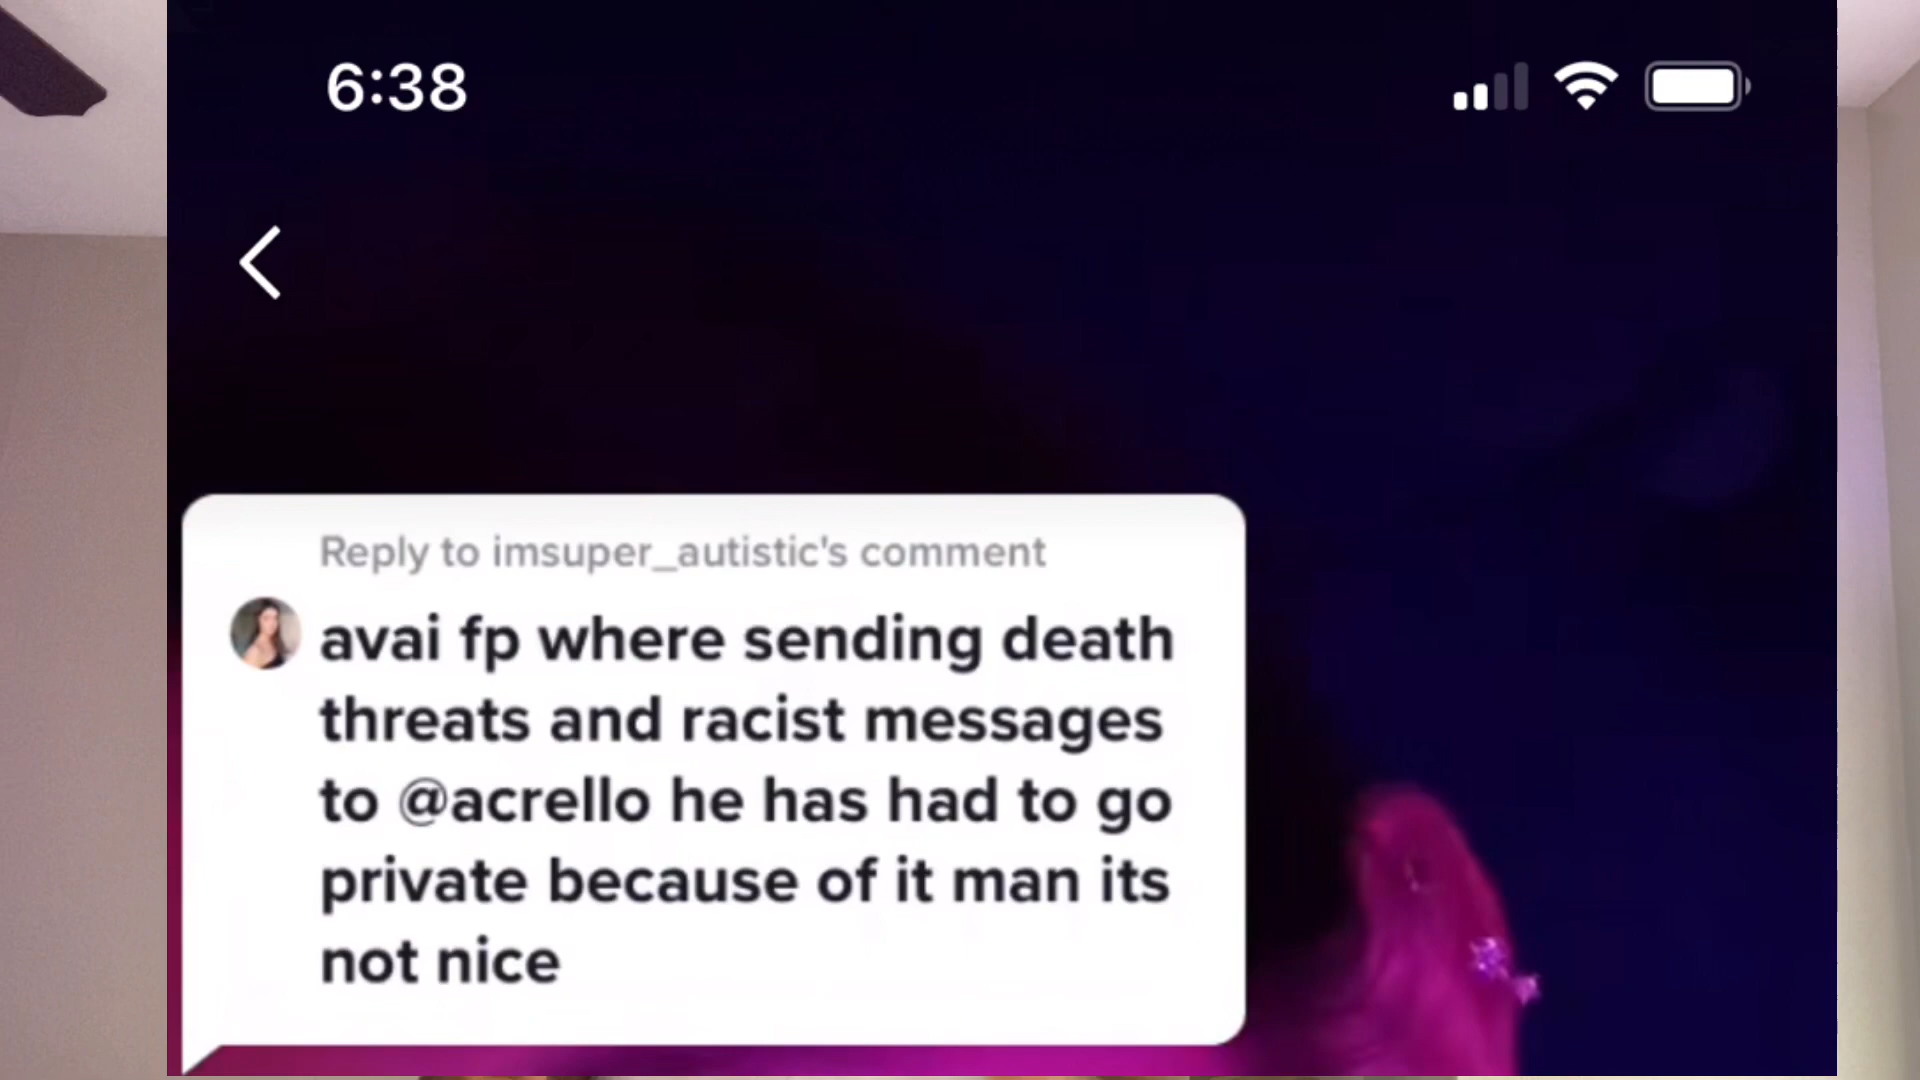 6:38
Reply to imsuper_autistic's comment
avai fp where sending death
threats and racist messages
to @acrello he has had to go
private because of it man its
not nice